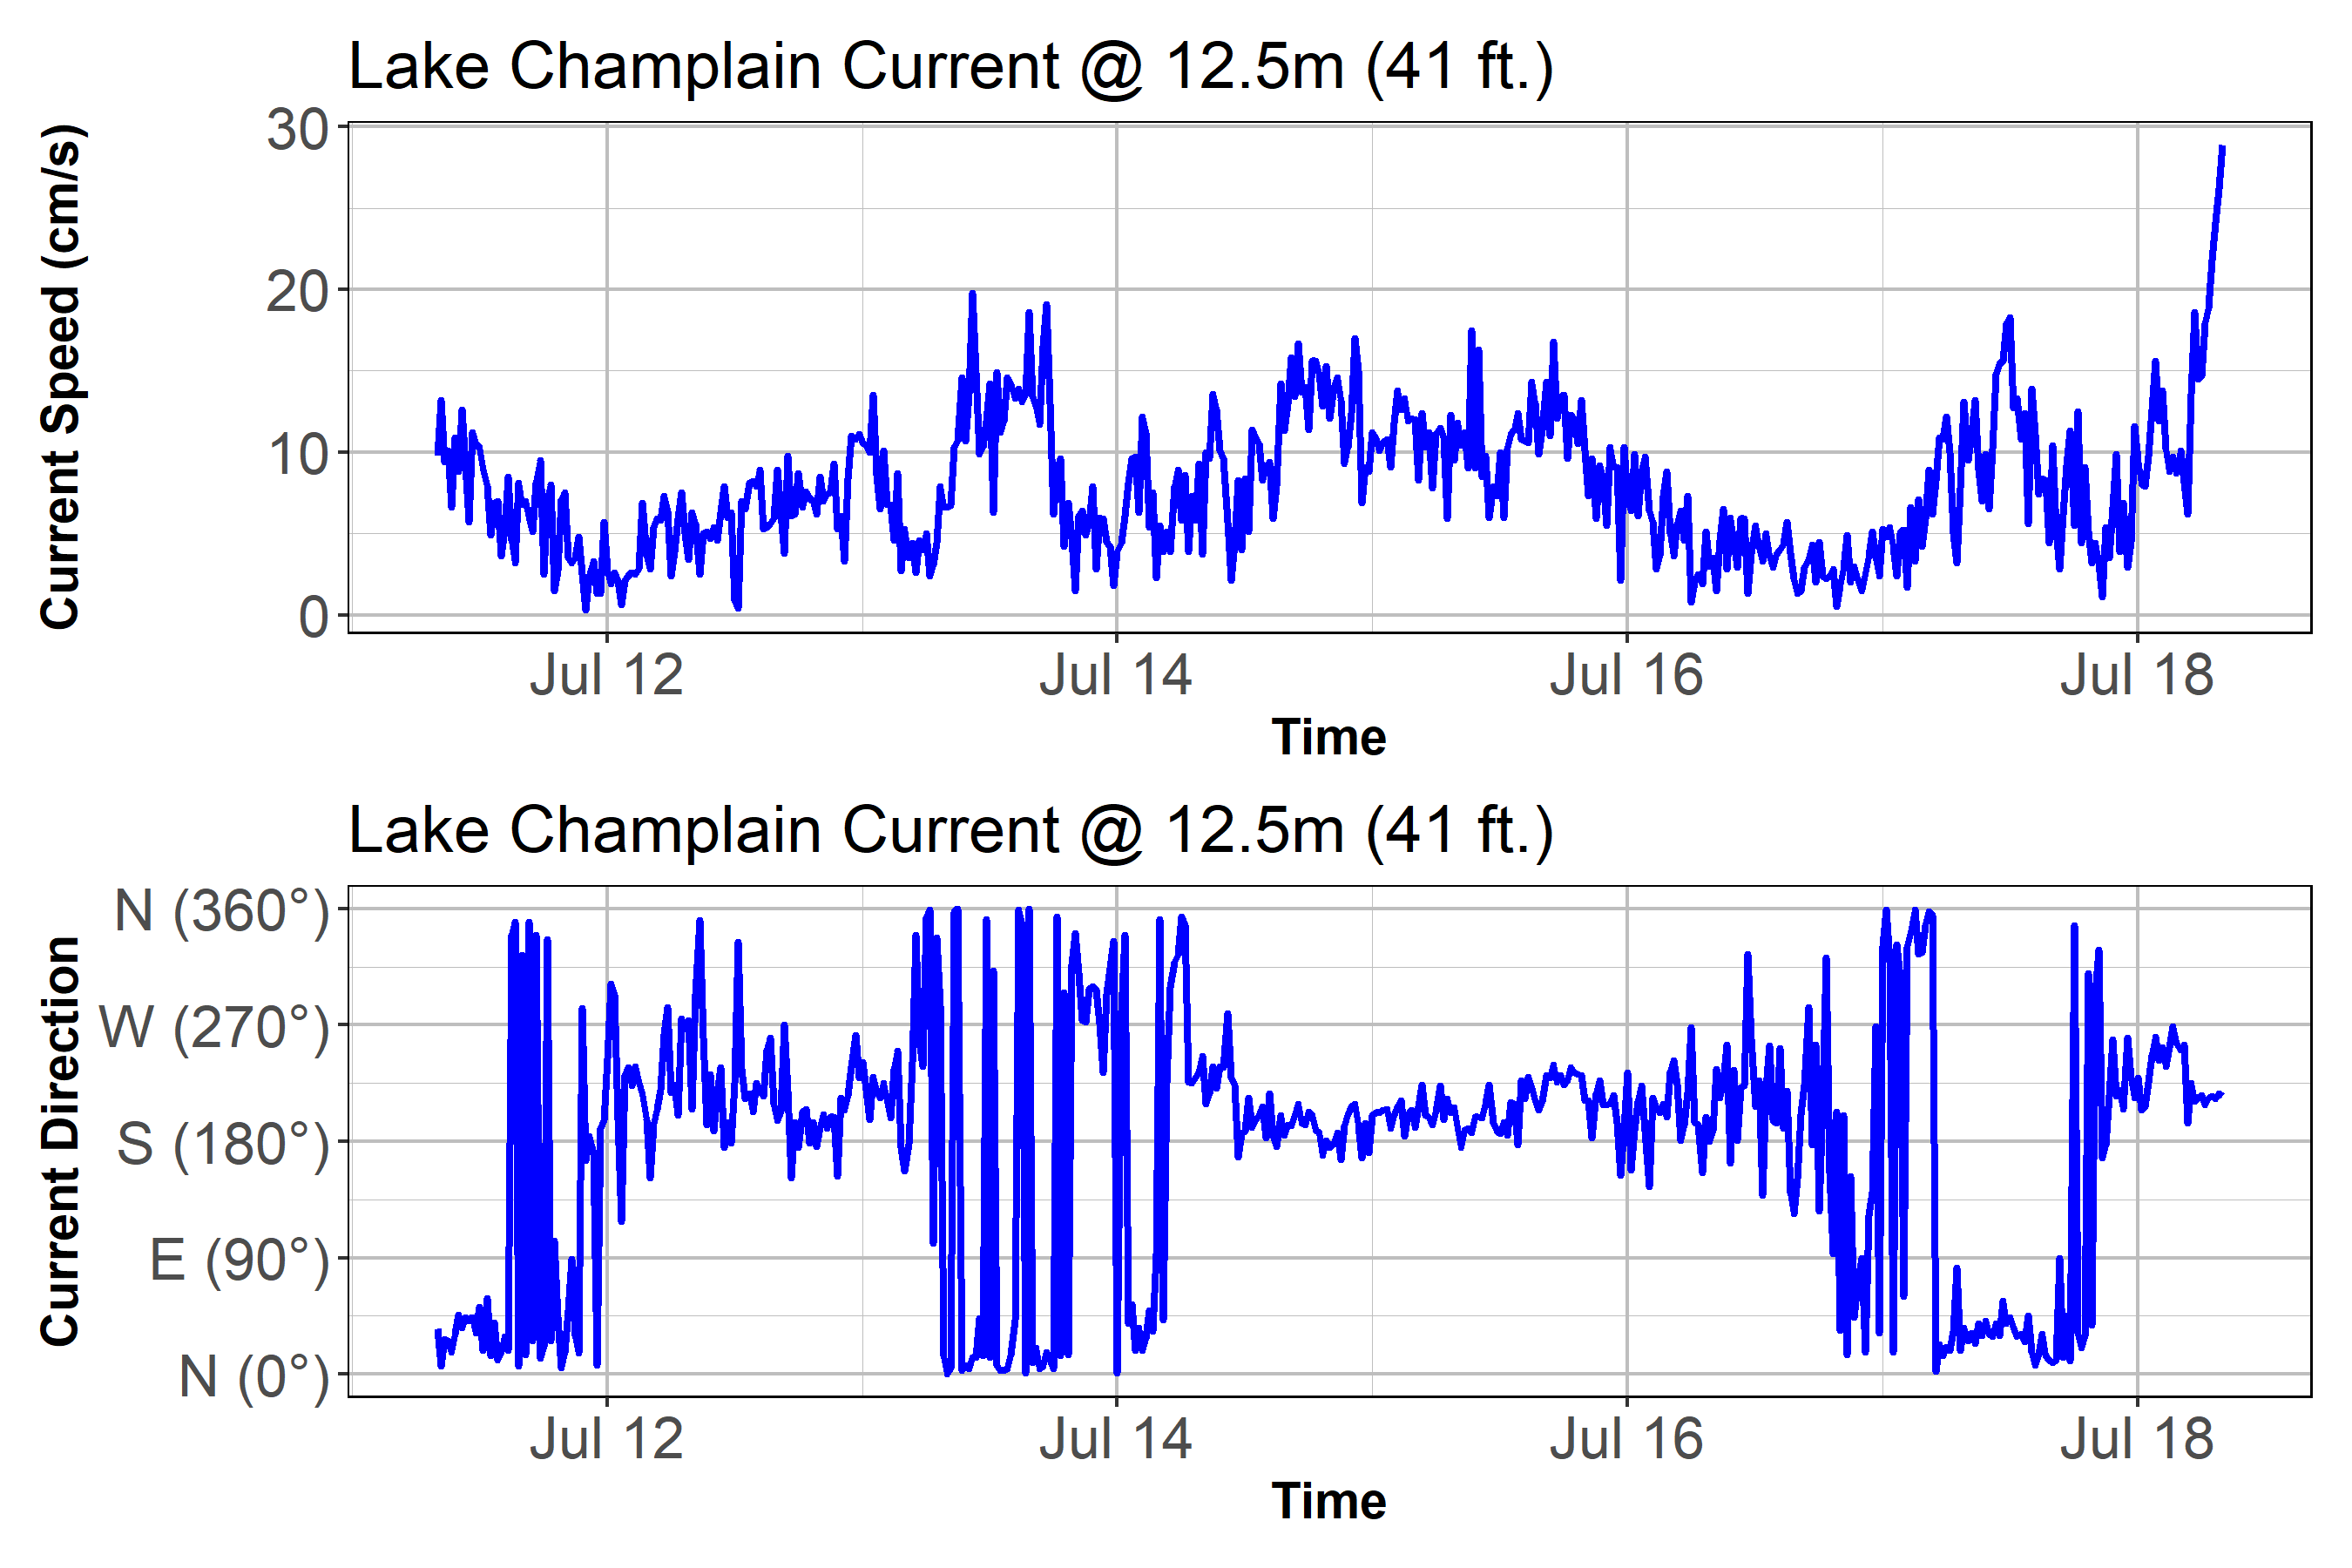 Lake Champlain Current @ 12.5m (41 ft.)
Current Speed (cm/s)
30
20
10
0
Jul 12 Jul 14 Jul 16 Jul 18
Time
Lake Champlain Current @ 12.5m (41 ft.)
Current Direction
N (360°)
W (270°)
S (180°)
E (90°)
N (0°)
Jul 12 Jul 14 Jul 16 Jul 18
Time